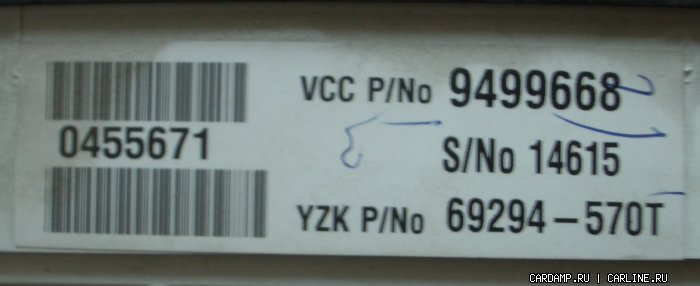 VCC P/No 9499668
0455671
S/No 14615
YZK P/No 69294-570T
CARDAMP.RU | CARLINE.RU